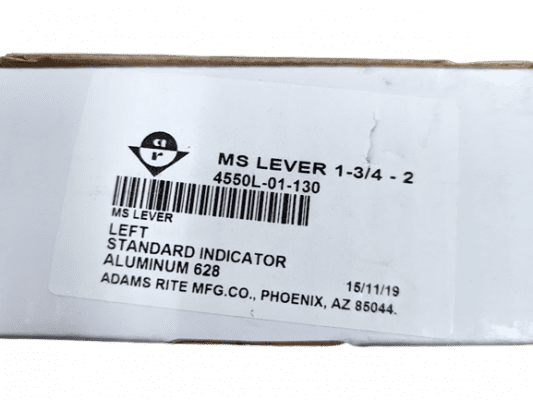 ar
MS LEVER 1-3/4 - 2
4550L-01-130
MS LEVER
LEFT
STANDARD INDICATOR
ALUMINUM 628
15/11/19
ADAMS RITE MFG.CO., PHOENIX, AZ 85044.